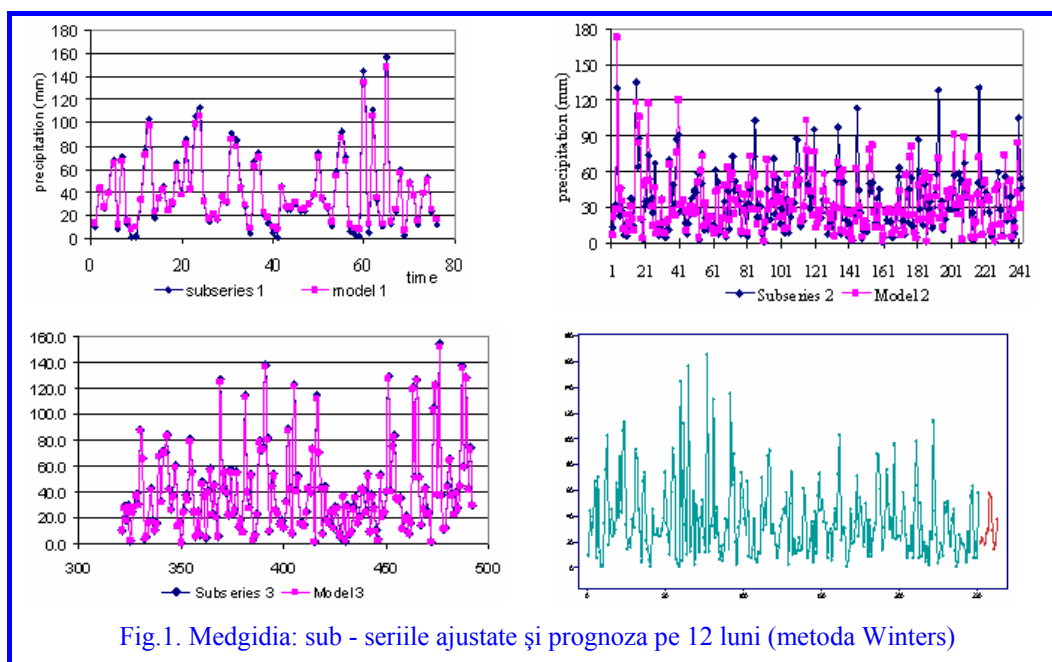 precipitation (mm)
180
160
140
120
100
80
60
40
20
0
0 20 40 60 80
time
subseries 1 model 1
precipitation (mm)
180
150
120
90
60
30
0
1 21 41 61 81 101 121 141 161 181 201 221 241
Subseries 2 Model 2
160.0
140.0
120.0
100.0
80.0
60.0
40.0
20.0
0.0
300 350 400 450 500
Subseries 3 Model3
Fig.1. Medgidia: sub - seriile ajustate şi prognoza pe 12 luni (metoda Winters)